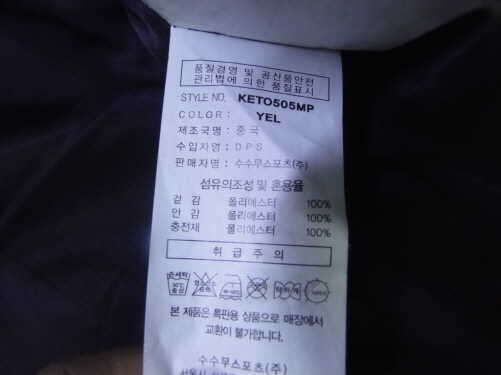 품질경영 및 공산품안전
관리법에 의한 품질표시
STYLE NO. KETO505MP
COLOR: YEL
제조국명: 중국
수입자명: DPS
판매자명: 수수무스포츠(주)
섬유의조성 및 혼용율
겉 감 폴리에스터 100%
안 감 폴리에스터 100%
충전재 폴리에스터 100%
취 급 주 의
본 제품은 특판용 상품으로 매장에서
교환이 불가합니다.
수수무스포츠(주)